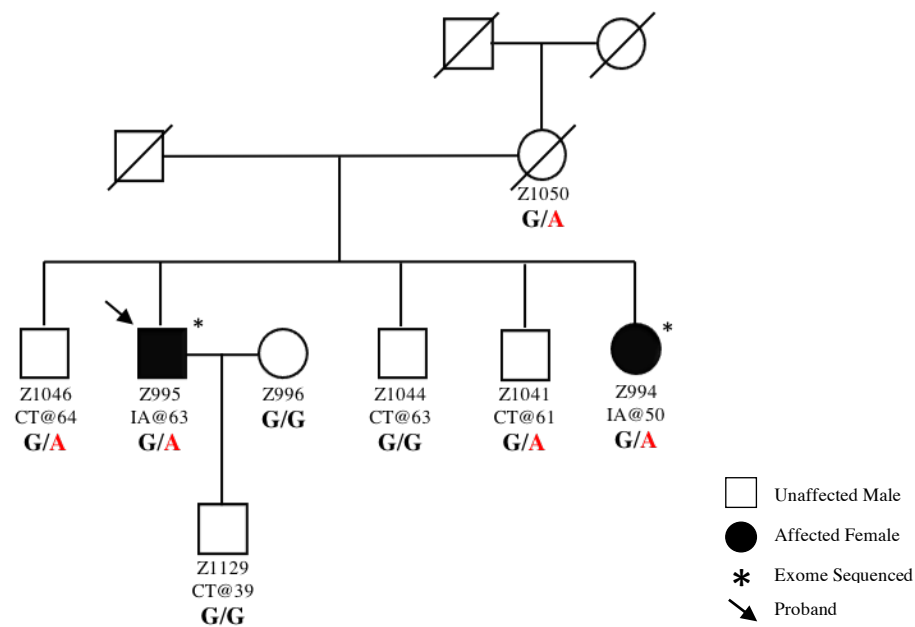 Z1050
G/A
*
*
Z1046
CT@64
G/A
Z995
IA@63
G/A
Z996
G/G
Z1044
CT@63
G/G
Z1041
CT@61
G/A
Z994
IA@50
G/A
Z1129
CT@39
G/G
Unaffected Male
Affected Female
* Exome Sequenced
Proband